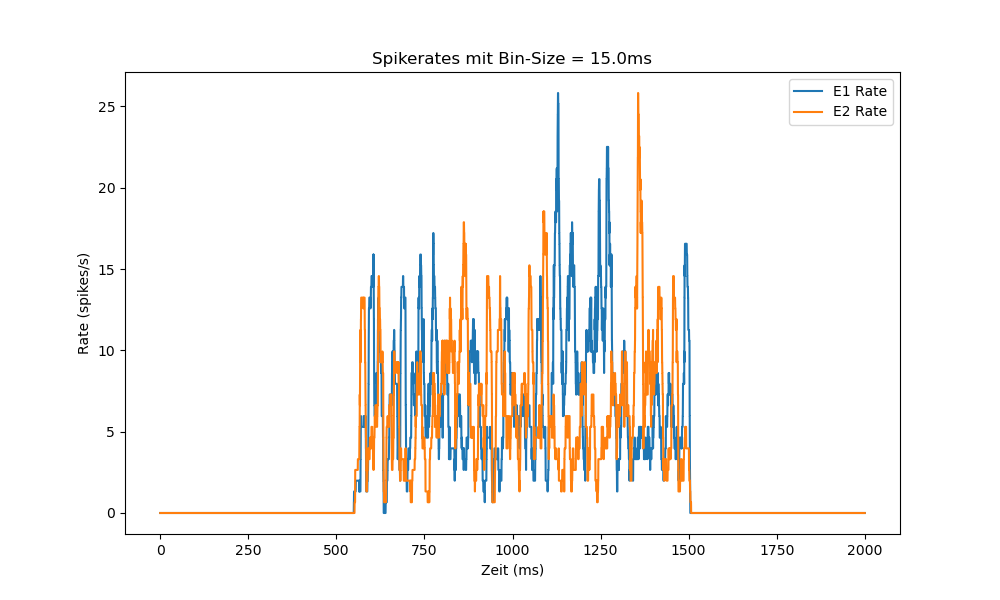 Spikerates mit Bin-Size = 15.0ms
E1 Rate
E2 Rate
Rate (spikes/s)
25
20
15
10
5
0
0 250 500 750 1000 1250 1500 1750 2000
Zeit (ms)